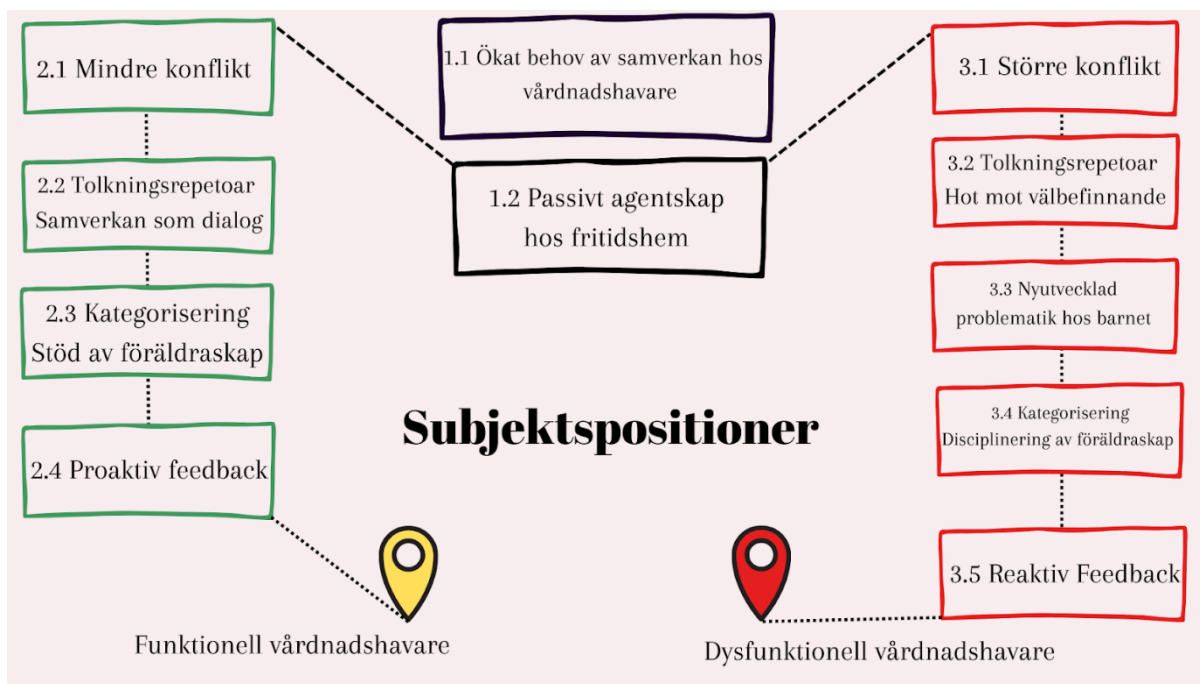 1.1 Ökat behov av samverkan hos
vårdnadshavare
1.2 Passivt agentskap
hos fritidshem
2.1 Mindre konflikt
2.2 Tolkningsrepetoar
Samverkan som dialog
2.3 Kategorisering
Stöd av föräldraskap
2.4 Proaktiv feedback
3.1 Större konflikt
3.2 Tolkningsrepetoar
Hot mot välbefinnande
3.3 Nyutvecklad
problematik hos barnet
3.4 Kategorisering
Disciplinering av föräldraskap
3.5 Reaktiv Feedback
Subjektspositioner
Funktionell vårdnadshavare
Dysfunktionell vårdnadshavare